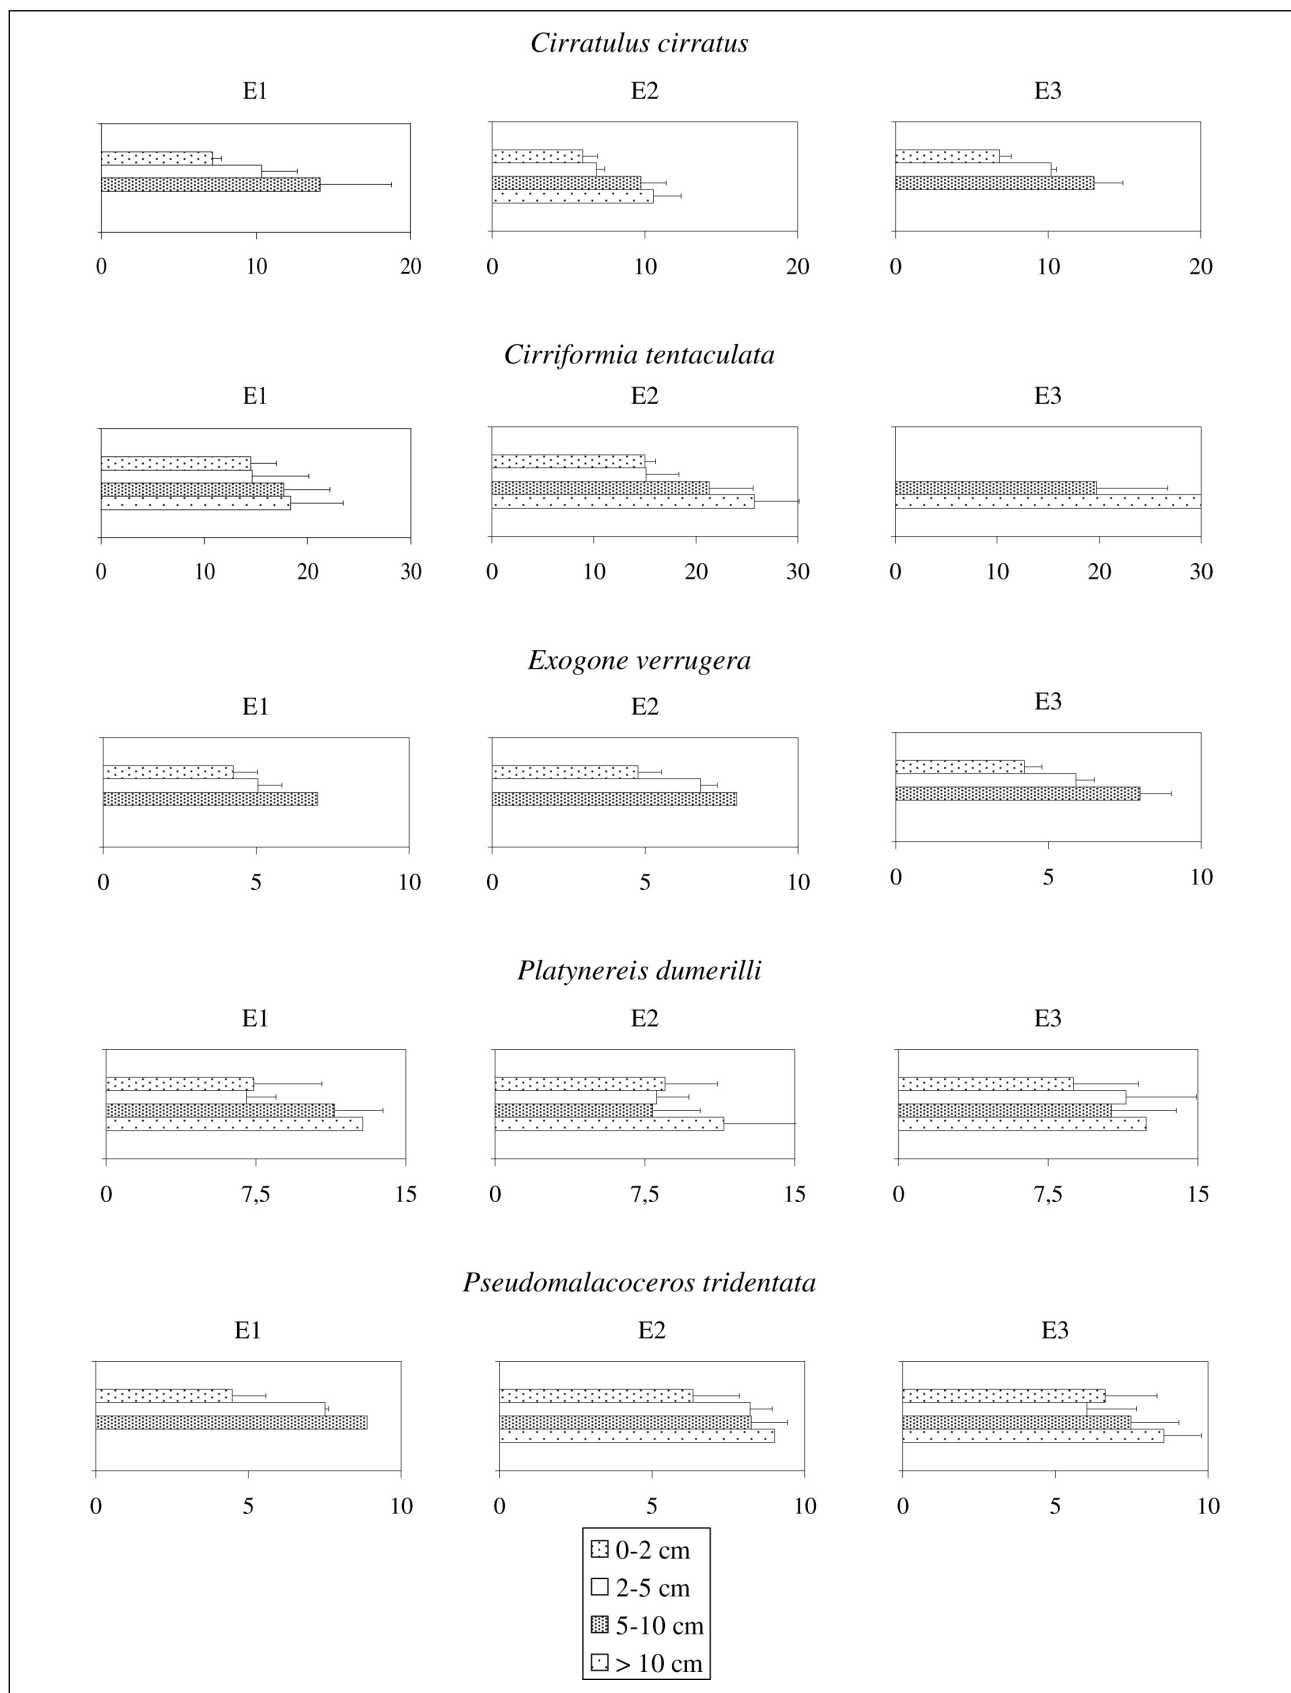 Cirratulus cirratus
E1 E2 E3
0 10 20 0 10 20 0 10 20
Cirriformia tentaculata
E1 E2 E3
0 10 20 30 0 10 20 30 0 10 20 30
Exogone verrugera
E1 E2 E3
0 5 10 0 5 10 0 5 10
Platynereis dumerilli
E1 E2 E3
0 7,5 15 0 7,5 15 0 7,5 15
Pseudomalacoceros tridentata
E1 E2 E3
0 5 10 0 5 10 0 5 10
0-2 cm
2-5 cm
5-10 cm
> 10 cm